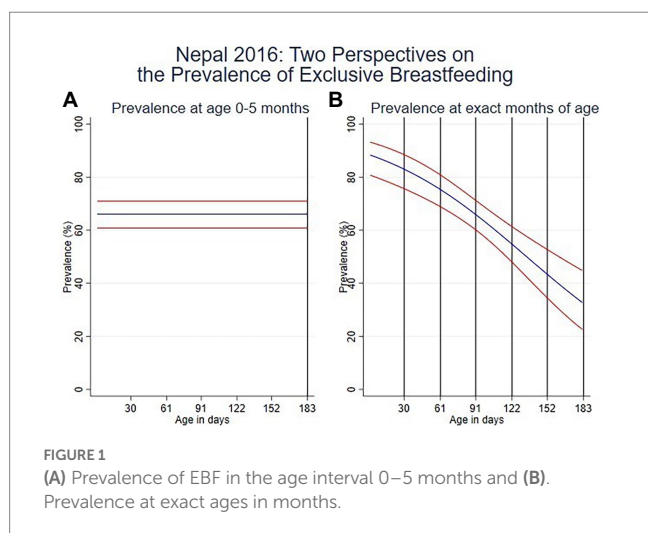 Nepal 2016: Two Perspectives on
the Prevalence of Exclusive Breastfeeding
A
Prevalence at age 0-5 months
Prevalence (%)
100
80
60
40
20
0
30 61 91 122 152 183
Age in days
B
Prevalence at exact months of age
Prevalence (%)
100
80
60
40
20
0
30 61 91 122 152 183
Age in days
FIGURE 1
(A) Prevalence of EBF in the age interval 0–5 months and (B).
Prevalence at exact ages in months.